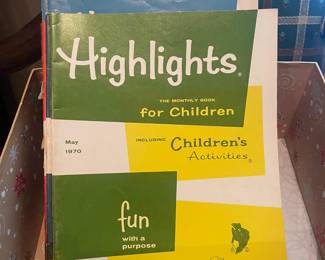 Highlights®
THE MONTHLY BOOK
for Children
May
1970
INCLUDING
Children's
Activities®
fun
with a
purpose